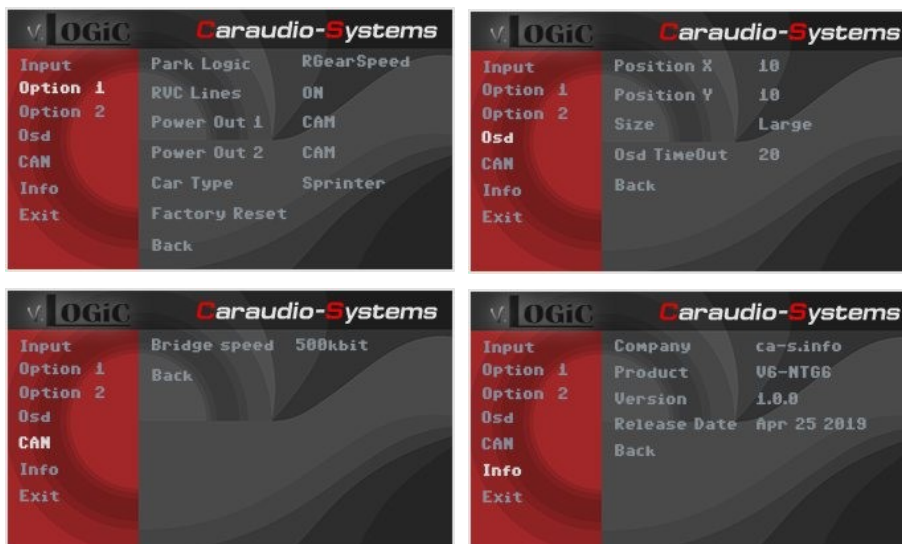 v.LOGiC Caraudio-Systems
Input
Option 1
Option 2
Osd
CAN
Info
Exit
Park Logic RGearSpeed
RVC Lines ON
Power Out 1 CAM
Power Out 2 CAM
Car Type Sprinter
Factory Reset
Back
v.LOGiC Caraudio-Systems
Input
Option 1
Option 2
Osd
CAN
Info
Exit
Position X 10
Position Y 10
Size Large
Osd TimeOut 20
Back
v.LOGiC Caraudio-Systems
Input
Option 1
Option 2
Osd
CAN
Info
Exit
Bridge speed 500kbit
Back
v.LOGiC Caraudio-Systems
Input
Option 1
Option 2
Osd
CAN
Info
Exit
Company ca-s.info
Product V6-NTG6
Version 1.0.0
Release Date Apr 25 2019
Back